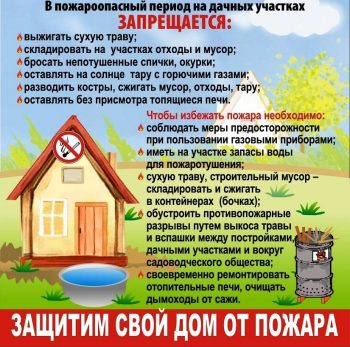 В пожароопасный период на дачных участках
ЗАПРЕЩАЕТСЯ:
выжигать сухую траву;
складировать на участках отходы и мусор;
бросать непотушенные спички, окурки;
оставлять на солнце тару с горючими газами;
разводить костры, сжигать мусор, отходы, тару;
оставлять без присмотра топящиеся печи.
Чтобы избежать пожара необходимо:
соблюдать меры предосторожности
при пользовании газовыми приборами;
иметь на участке запасы воды
для пожаротушения;
сухую траву, строительный мусор –
складировать и сжигать
в контейнерах (бочках);
обустроить противопожарные
разрывы путем выкоса травы
и вспашки между постройками,
дачными участками и вокруг
садоводческого общества;
своевременно ремонтировать
отопительные печи, очищать
дымоходы от сажи.
ЗАЩИТИМ СВОЙ ДОМ ОТ ПОЖАРА